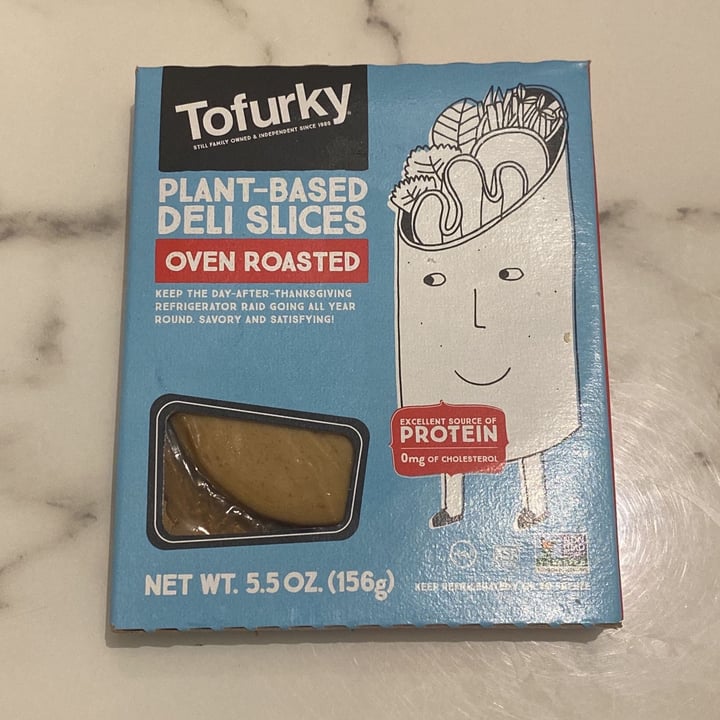 Tofurky
STILL FAMILY OWNED & INDEPENDENT SINCE 1980
PLANT-BASED
DELI SLICES
OVEN ROASTED
KEEP THE DAY-AFTER-THANKSGIVING
REFRIGERATOR RAID GOING ALL YEAR
ROUND. SAVORY AND SATISFYING!
EXCELLENT SOURCE OF
PROTEIN
0mg OF CHOLESTEROL
NET WT. 5.5 OZ. (156g)
KEEP REFRIGERATED